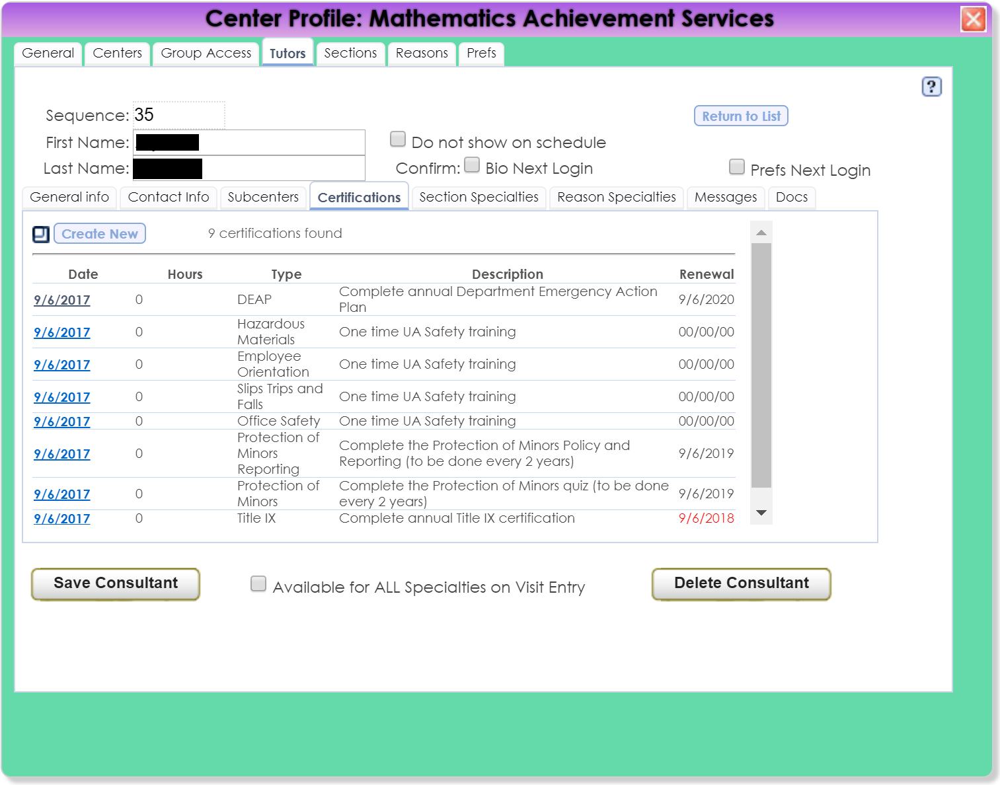 Center Profile: Mathematics Achievement Services
General Centers Group Access Tutors Sections Reasons Prefs
?
Sequence: 35
Return to List
First Name:
Do not show on schedule
Last Name:
Confirm: Bio Next Login
Prefs Next Login
General info Contact Info Subcenters Certifications Section Specialties Reason Specialties Messages Docs
Create New 9 certifications found
Date Hours Type Description Renewal
9/6/2017 0 DEAP Complete annual Department Emergency Action
Plan 9/6/2020
9/6/2017 0 Hazardous
Materials One time UA Safety training 00/00/00
9/6/2017 0 Employee
Orientation One time UA Safety training 00/00/00
9/6/2017 0 Slips Trips and
Falls One time UA Safety training 00/00/00
9/6/2017 0 Office Safety One time UA Safety training 00/00/00
9/6/2017 0 Protection of
Minors
Reporting Complete the Protection of Minors Policy and
Reporting (to be done every 2 years) 9/6/2019
9/6/2017 0 Protection of
Minors Complete the Protection of Minors quiz (to be done
every 2 years) 9/6/2019
9/6/2017 0 Title IX Complete annual Title IX certification 9/6/2018
Save Consultant Available for ALL Specialties on Visit Entry Delete Consultant